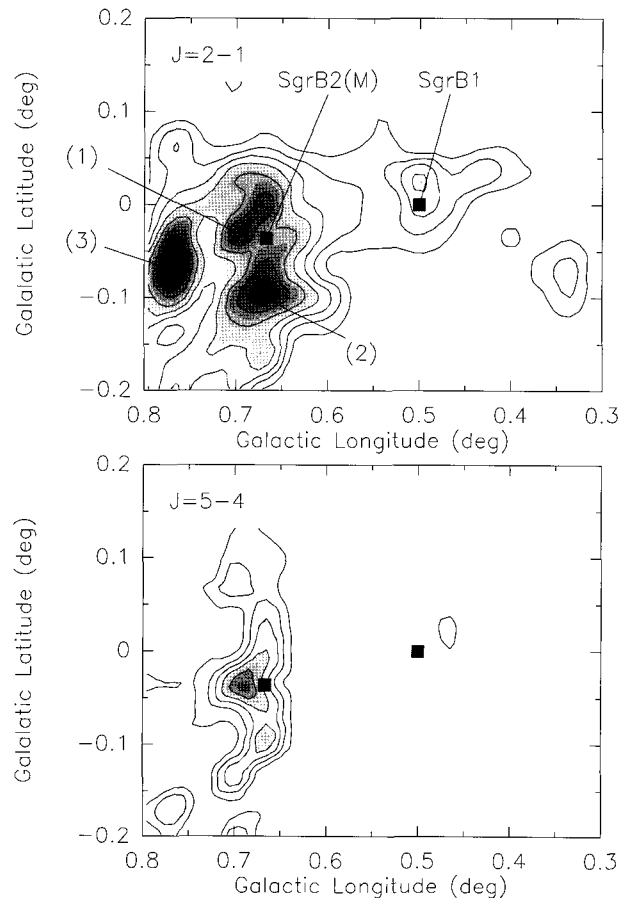 0.2
J=2-1
SgrB2(M)
SgrB1
0.1
(1)
0
(3)
-0.1
(2)
-0.2
Galalatic Latitude (deg)
0.8 0.7 0.6 0.5 0.4 0.3
Galactic Longitude (deg)
0.2
J=5-4
0.1
0
-0.1
-0.2
Galalatic Latitude (deg)
0.8 0.7 0.6 0.5 0.4 0.3
Galactic Longitude (deg)